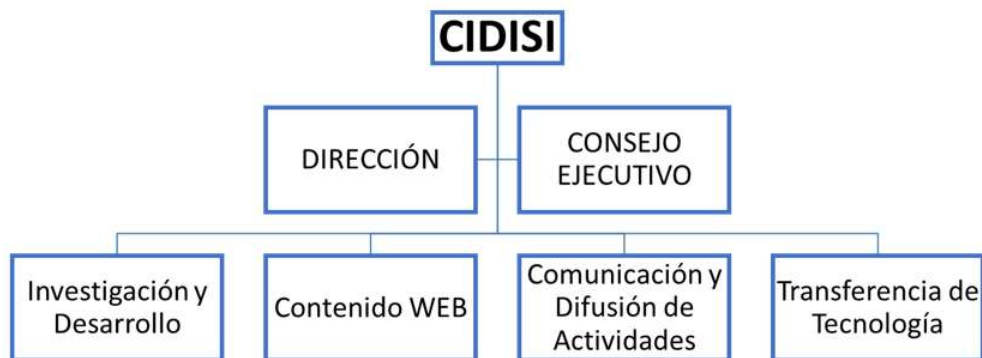 CIDISI
DIRECCIÓN
CONSEJO
EJECUTIVO
Investigación y
Desarrollo
Contenido WEB
Comunicación y
Difusión de
Actividades
Transferencia de
Tecnología